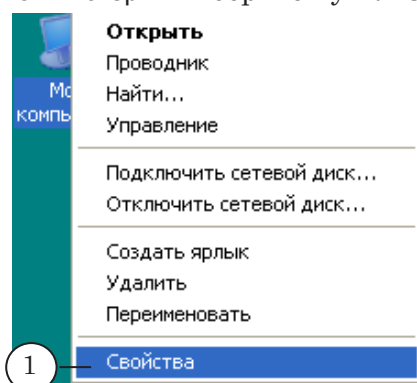 Открыть
Проводник
Мо
Найти...
компь
Управление
Подключить сетевой диск...
Отключить сетевой диск...
Создать ярлык
Удалить
Переименовать
1
Свойства